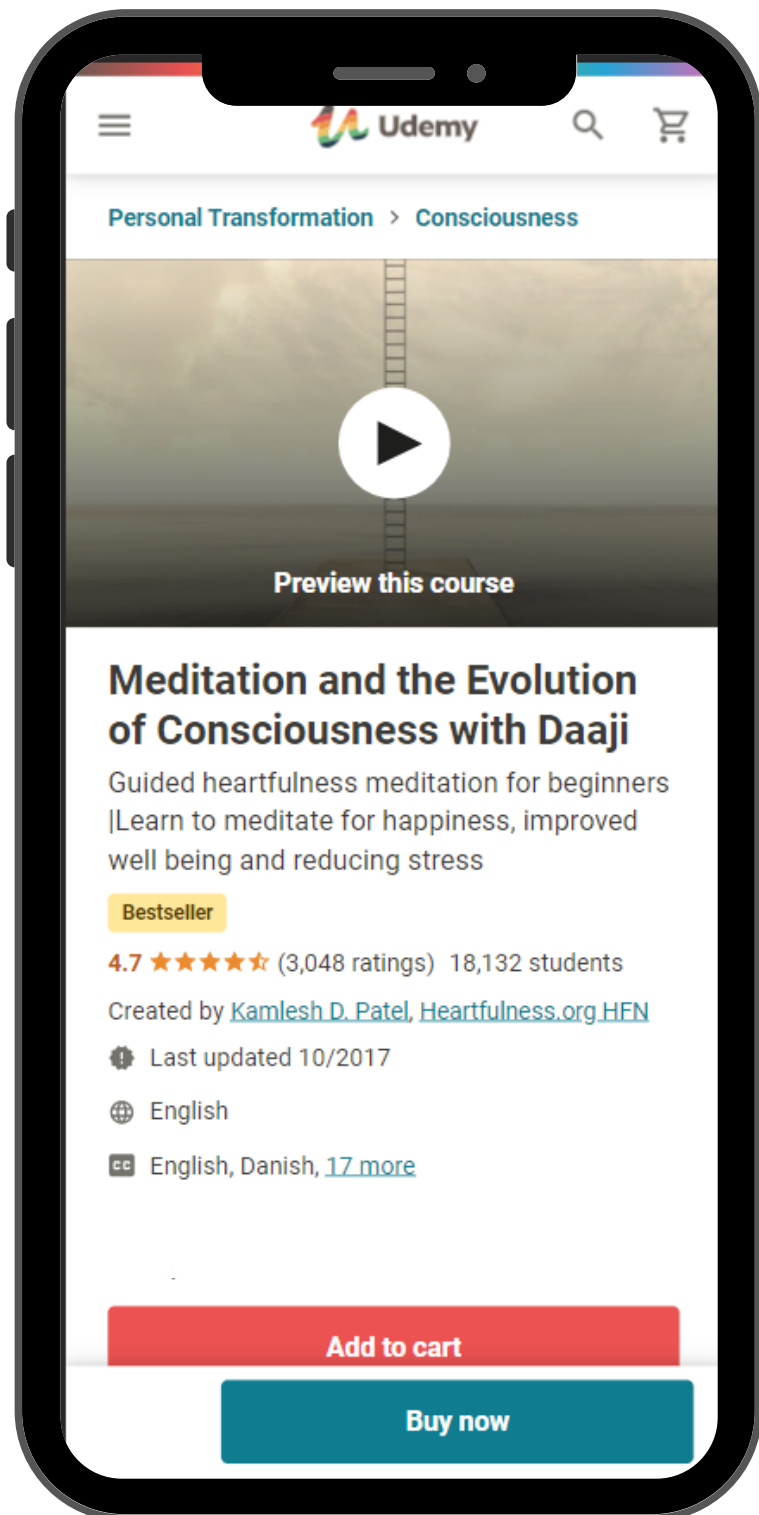 Udemy
Personal Transformation > Consciousness
Preview this course
Meditation and the Evolution
of Consciousness with Daaji
Guided heartfulness meditation for beginners
|Learn to meditate for happiness, improved
well being and reducing stress
Bestseller
4.7 (3,048 ratings) 18,132 students
Created by Kamlesh D. Patel, Heartfulness.org HFN
Last updated 10/2017
English
CC English, Danish, 17 more
Add to cart
Buy now